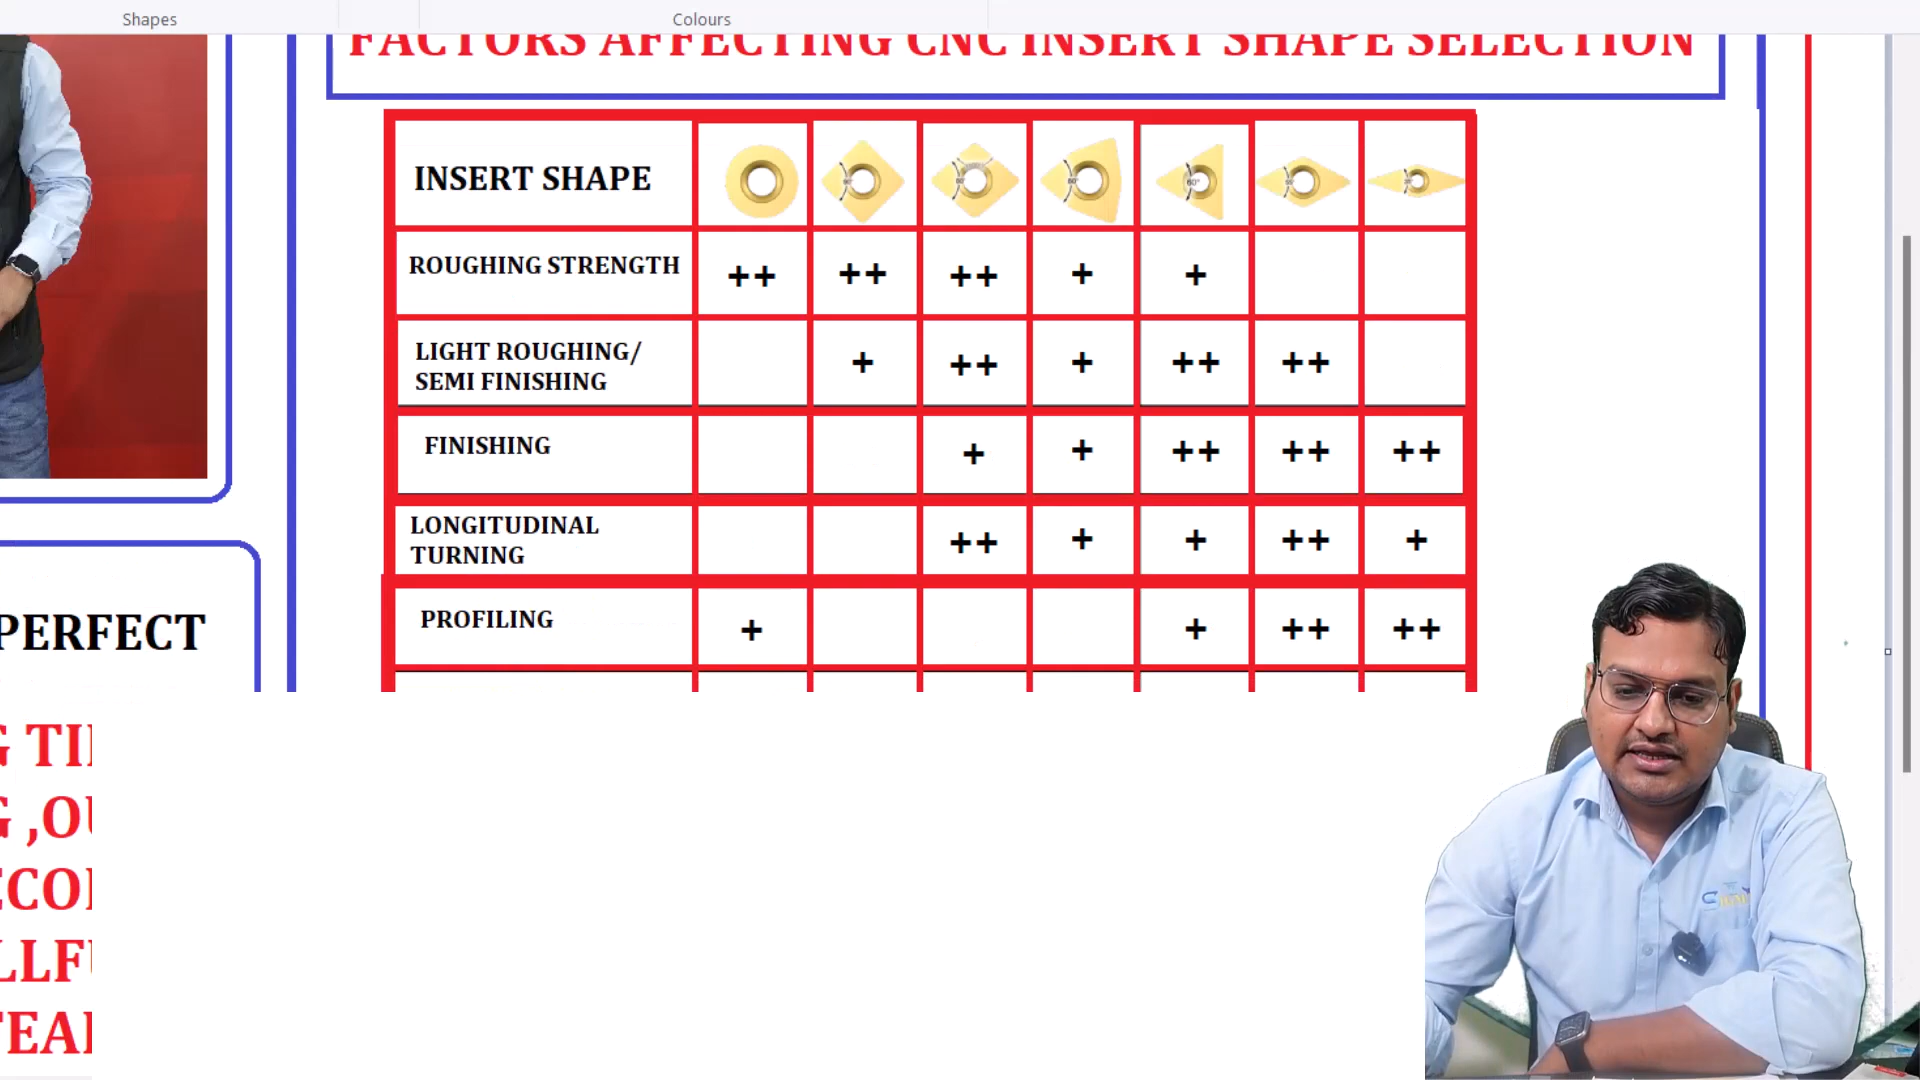 Shapes
Colours
FACTORS AFFECTING CNC INSERT SHAPE SELECTION
INSERT SHAPE
ROUGHING STRENGTH ++ ++ ++ + +
LIGHT ROUGHING/
SEMI FINISHING + ++ + ++ ++
FINISHING + + ++ ++ ++
LONGITUDINAL
TURNING ++ + + ++ +
PROFILING + + ++ ++
PERFECT